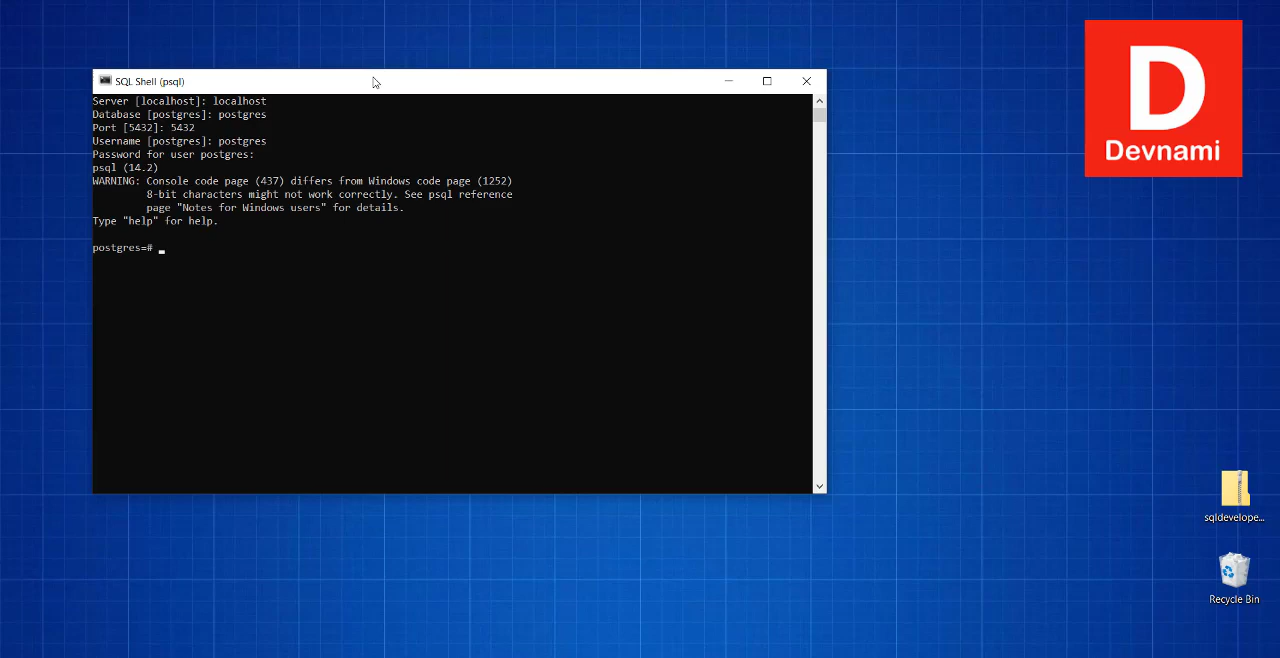 SQL Shell (psql)
Server [localhost]: localhost
Database [postgres]: postgres
Port [5432]: 5432
Username [postgres]: postgres
Password for user postgres:
psql (14.2)
WARNING: Console code page (437) differs from Windows code page (1252)
         8-bit characters might not work correctly. See psql reference
         page "Notes for Windows users" for details.
Type "help" for help.
postgres=#
D
Devnami
sqldevelope...
Recycle Bin